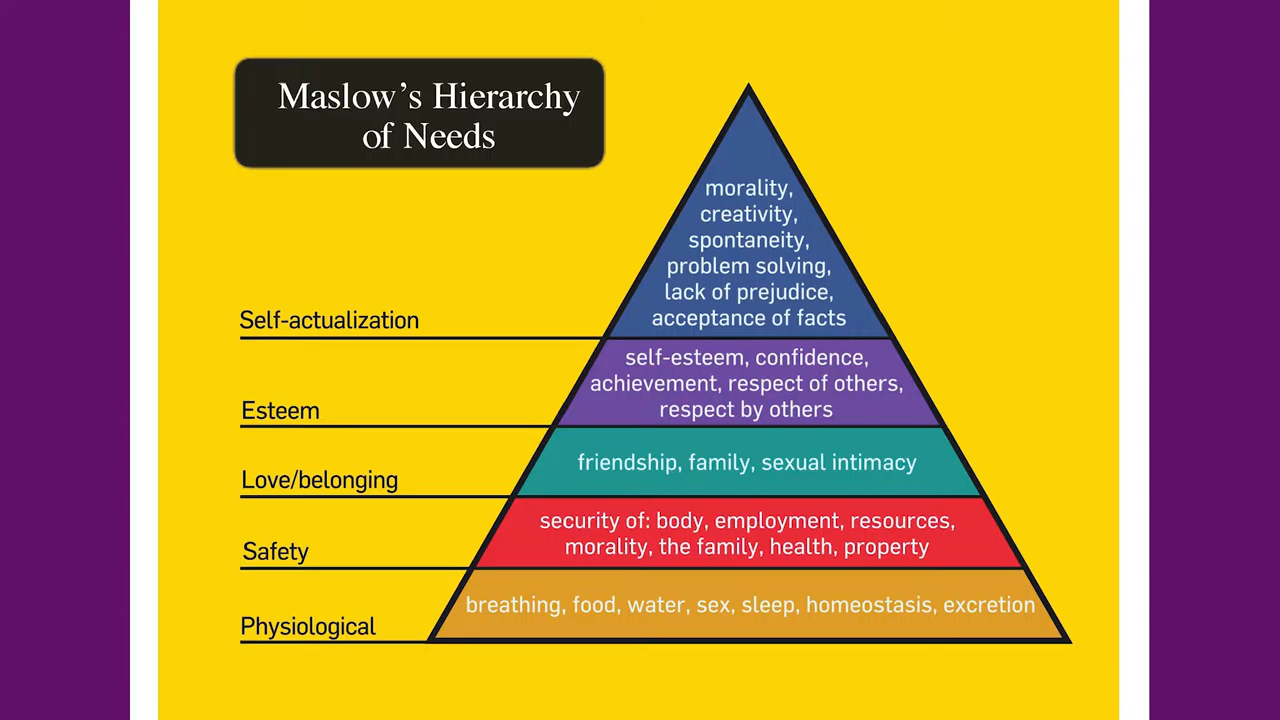 Maslow's Hierarchy
of Needs
morality,
creativity,
spontaneity,
problem solving,
lack of prejudice,
acceptance of facts
Self-actualization
self-esteem, confidence,
achievement, respect of others,
respect by others
Esteem
friendship, family, sexual intimacy
Love/belonging
security of: body, employment, resources,
morality, the family, health, property
Safety
breathing, food, water, sex, sleep, homeostasis, excretion
Physiological